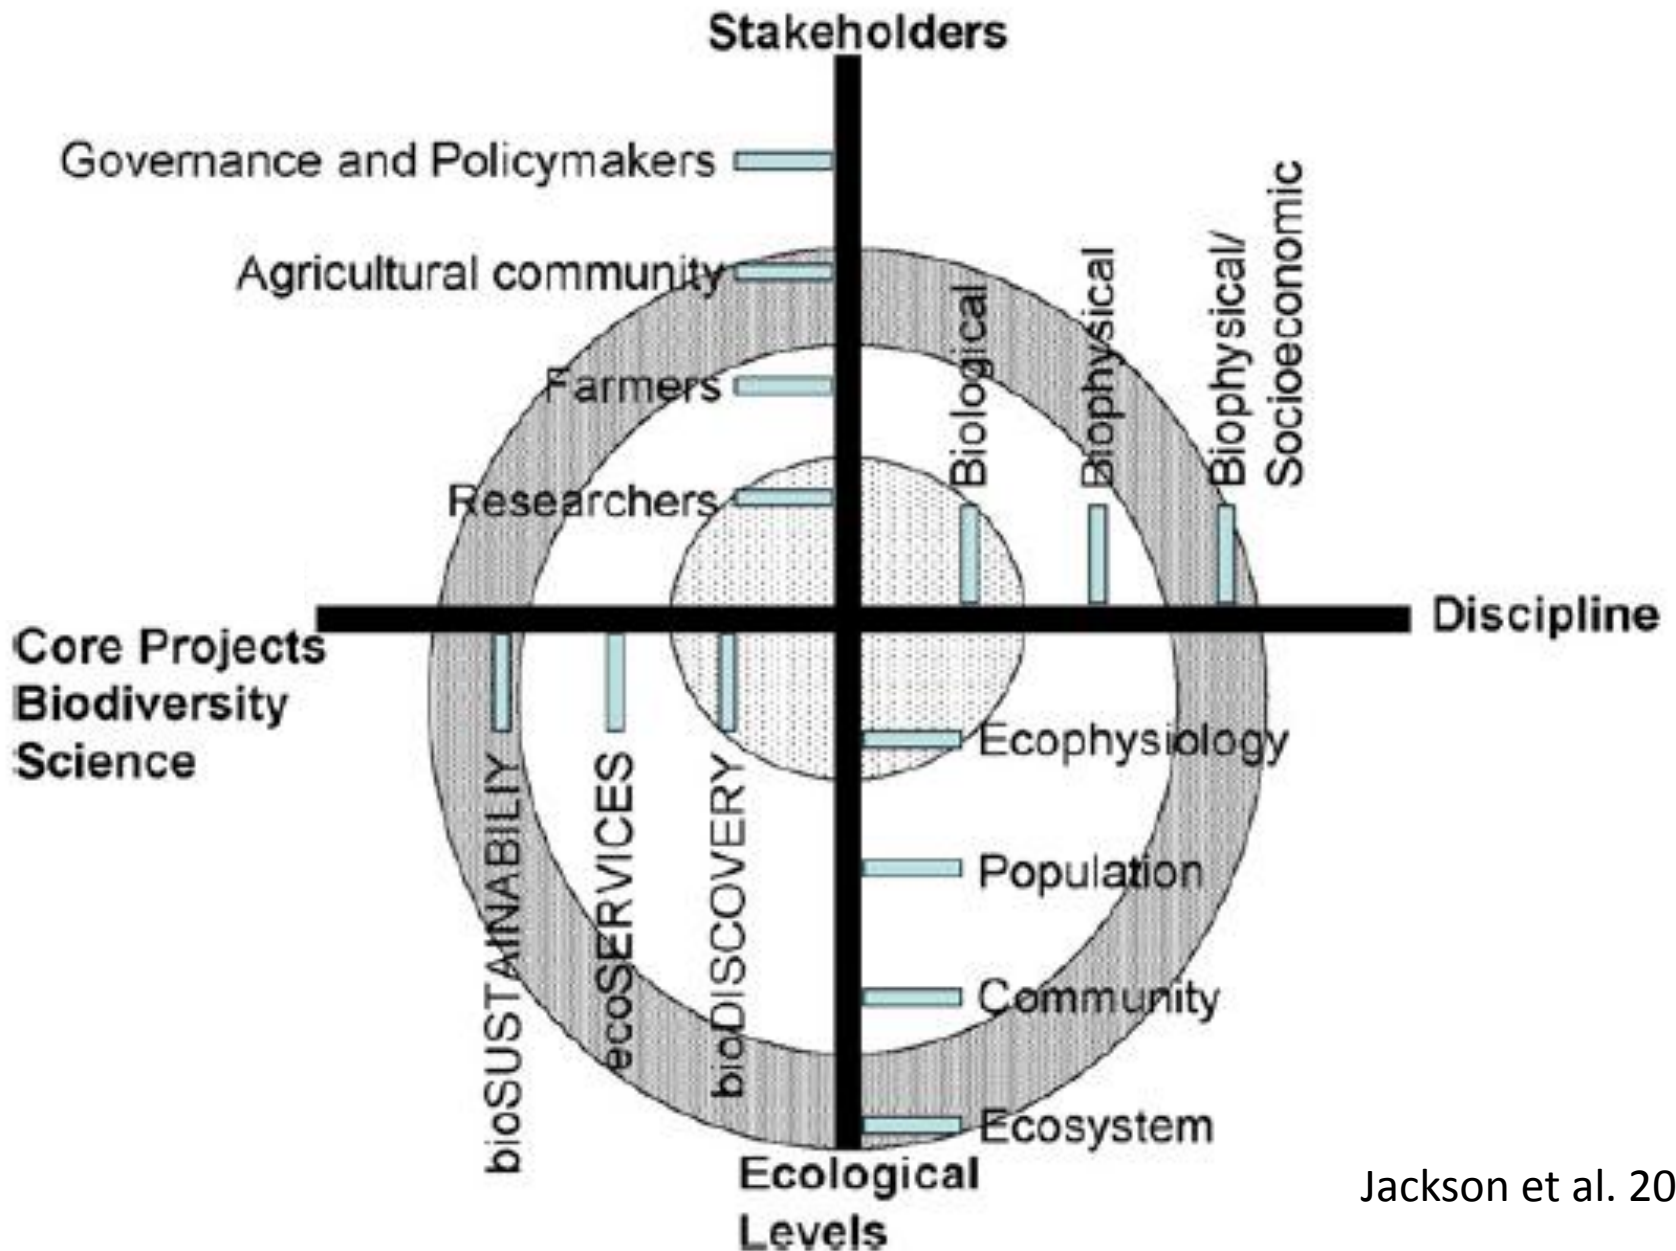 Stakeholders
Governance and Policymakers
Agricultural community
Farmers
Researchers
Biological
Biophysical
Biophysical/
Socioeconomic
Discipline
Core Projects
Biodiversity
Science
bioSUSTAINABILIY
ecoSERVICES
bioDISCOVERY
Ecophysiology
Population
Community
Ecosystem
Ecological
Levels
Jackson et al. 20